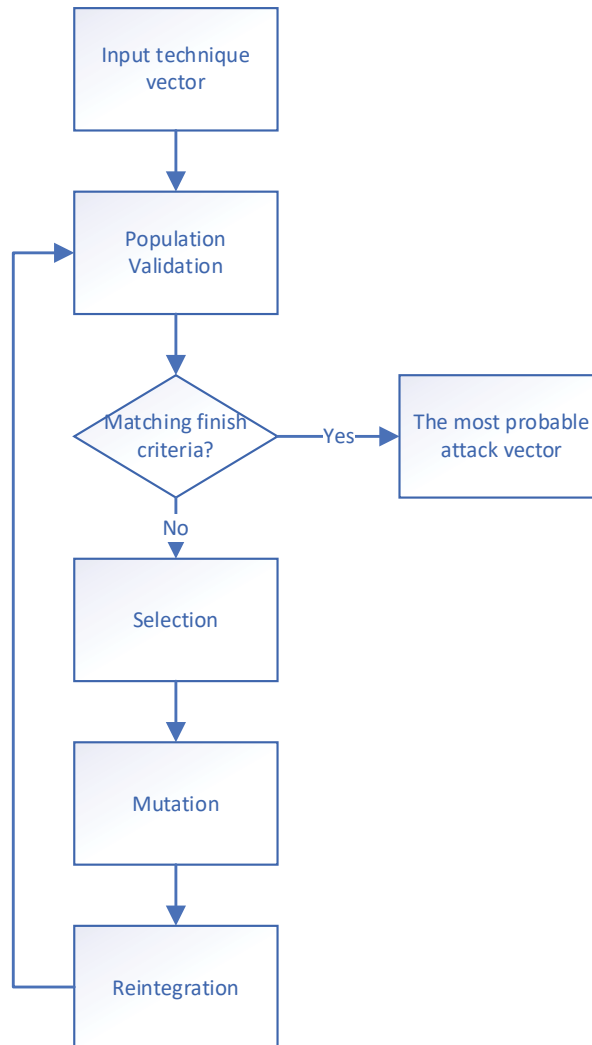 Input technique
vector
Population
Validation
Matching finish
criteria?
Yes
The most probable
attack vector
No
Selection
Mutation
Reintegration